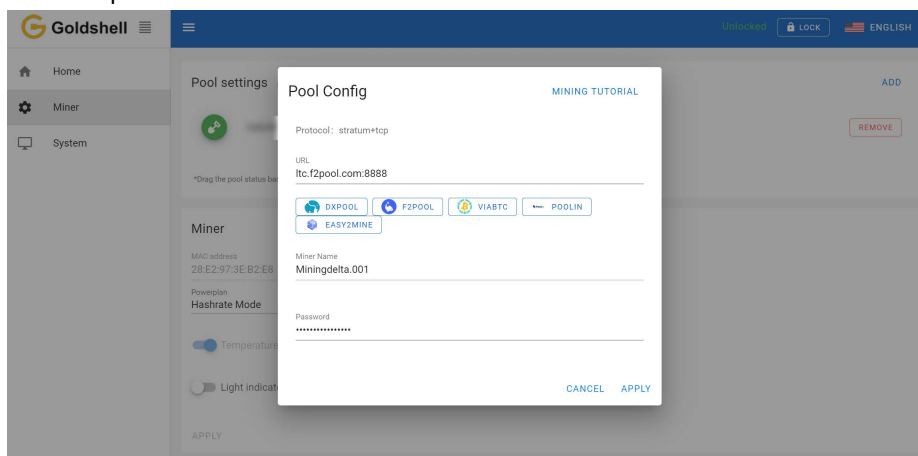 Goldshell
Unlocked
LOCK
ENGLISH
Home
Miner
System
Pool settings
ADD
REMOVE
*Drag the pool status
Miner
MAC address
28:E2:97:3E:B2:E8
Powerplan
Hashrate Mode
Temperature
Light
APPLY
Pool Config
MINING TUTORIAL
Protocol: stratum+tcp
URL
ltc.f2pool.com:8888
DXPOOL F2POOL VIABTC POOLIN
EASY2MINE
Miner Name
Miningdelta.001
Password
••••••••••••••••
CANCEL APPLY